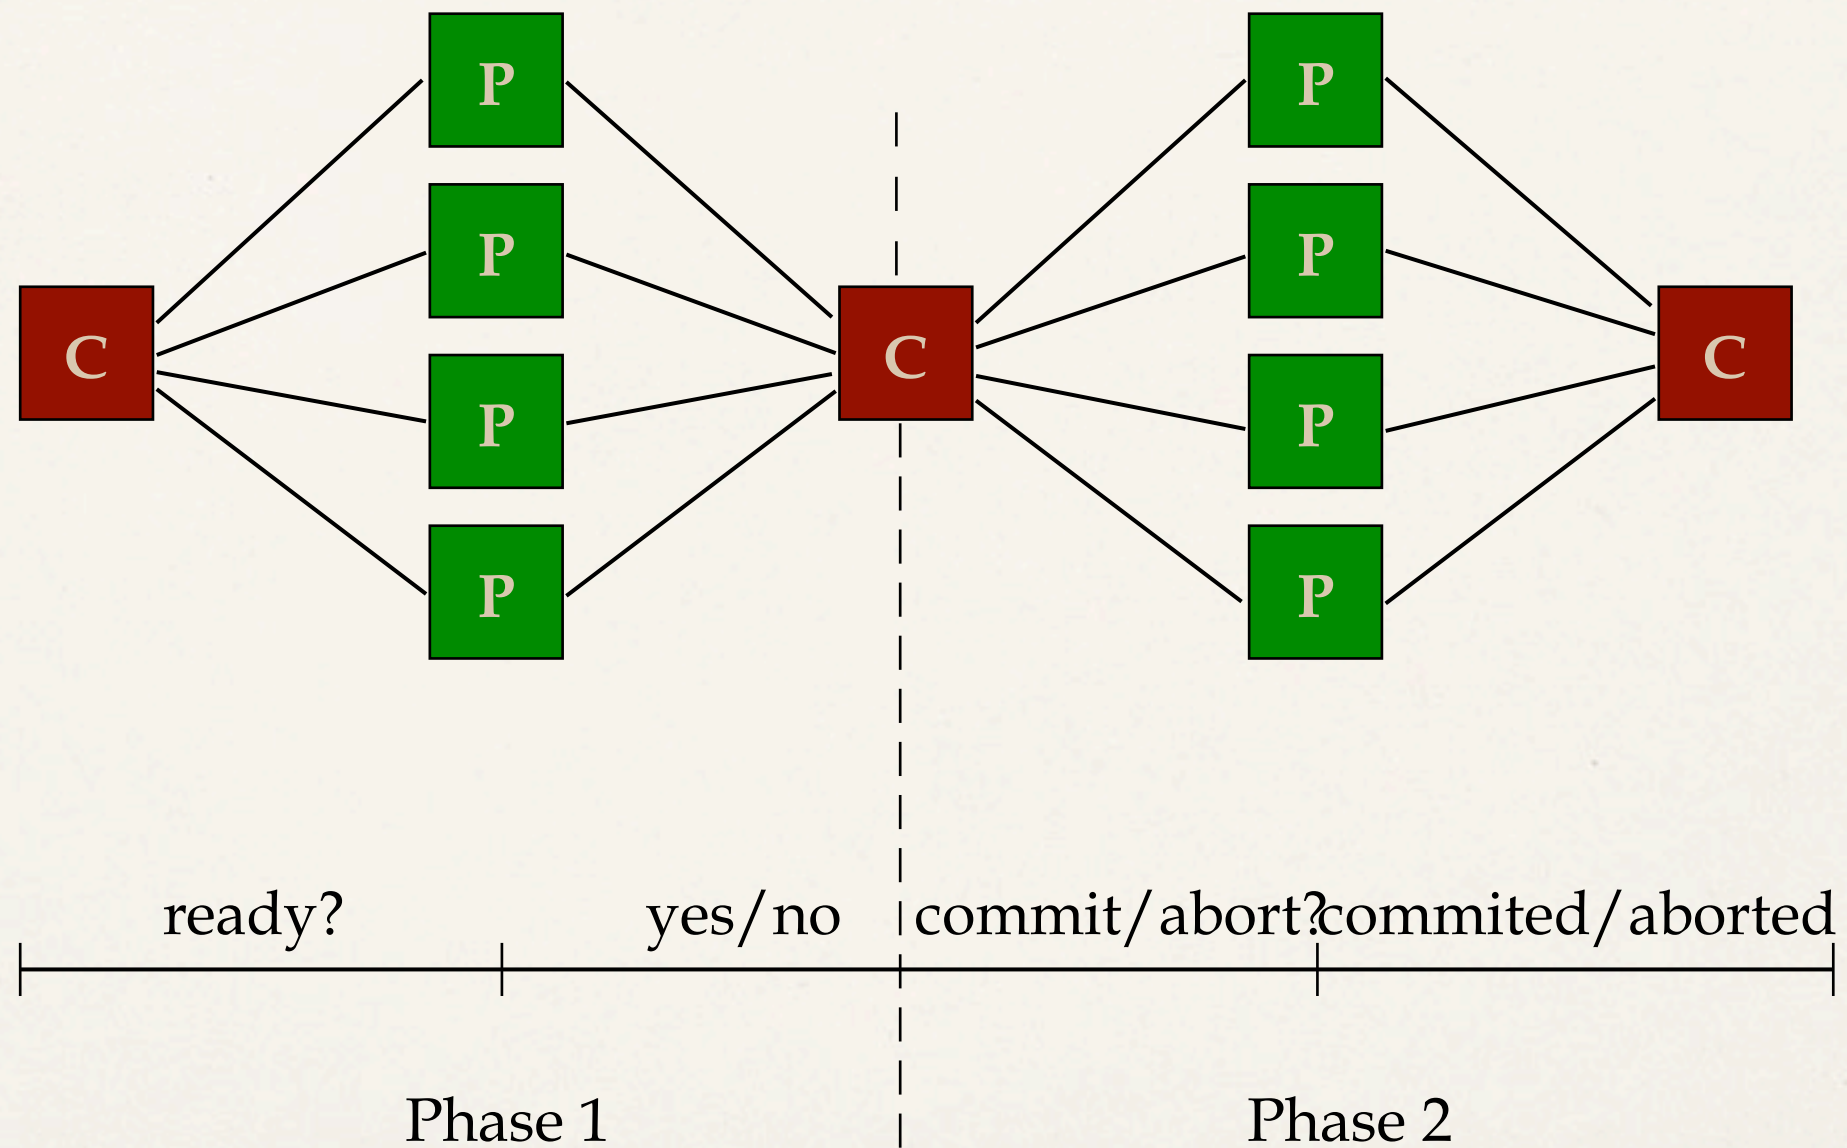 P P
P P
C C C
P P
P P
ready? yes/no commit/abort? commited/aborted
Phase 1 Phase 2